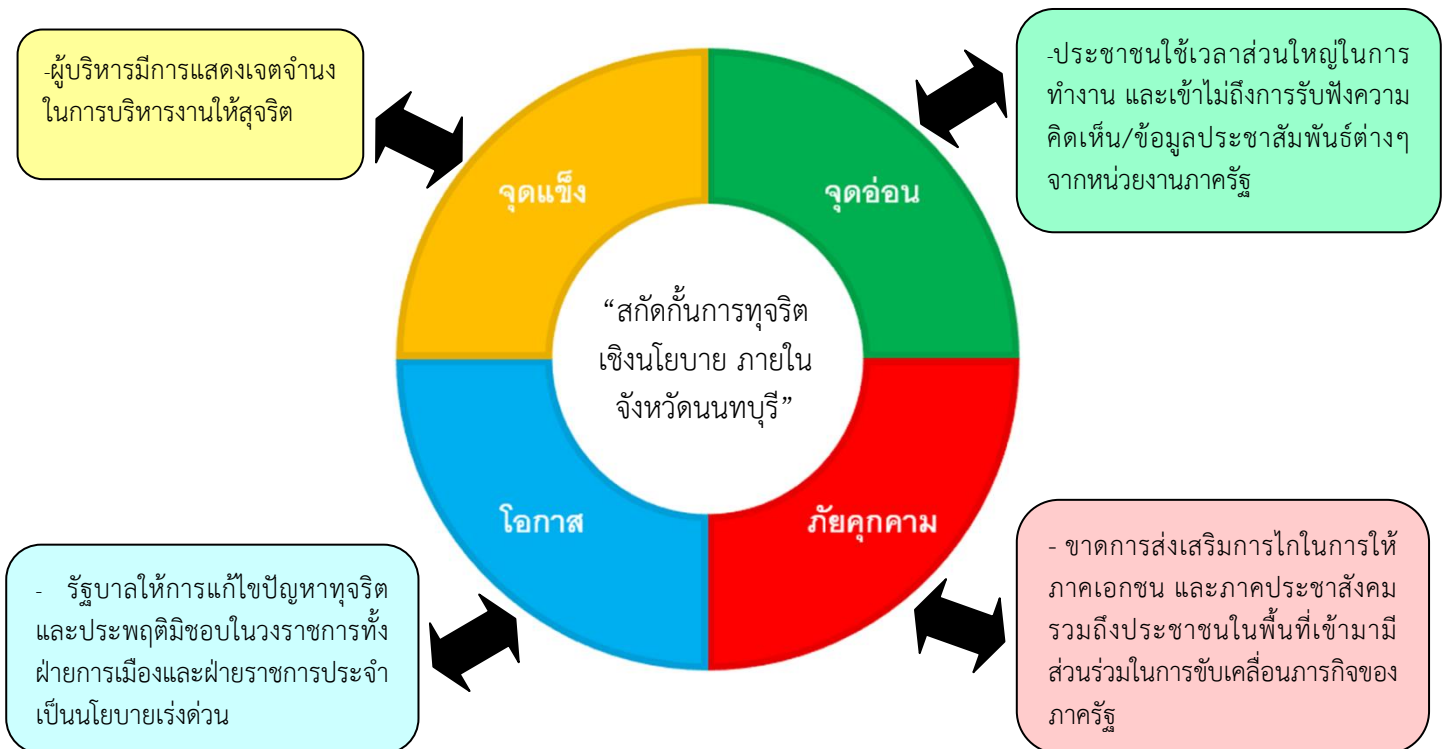 -ผู้บริหารมีการแสดงเจตจำนง
ในการบริหารงานให้สุจริต
-ประชาชนใช้เวลาส่วนใหญ่ในการ
ทำงาน และเข้าไม่ถึงการรับฟังความ
คิดเห็น/ข้อมูลประชาสัมพันธ์ต่างๆ
จากหน่วยงานภาครัฐ
จุดแข็ง
จุดอ่อน
“สกัดกั้นการทุจริต
เชิงนโยบาย ภายใน
จังหวัดนนทบุรี”
โอกาส
ภัยคุกคาม
- รัฐบาลให้การแก้ไขปัญหาทุจริต
และประพฤติมิชอบในวงราชการทั้ง
ฝ่ายการเมืองและฝ่ายราชการประจำ
เป็นนโยบายเร่งด่วน
- ขาดการส่งเสริมการไกในการให้
ภาคเอกชน และภาคประชาสังคม
รวมถึงประชาชนในพื้นที่เข้ามามี
ส่วนร่วมในการขับเคลื่อนภารกิจของ
ภาครัฐ